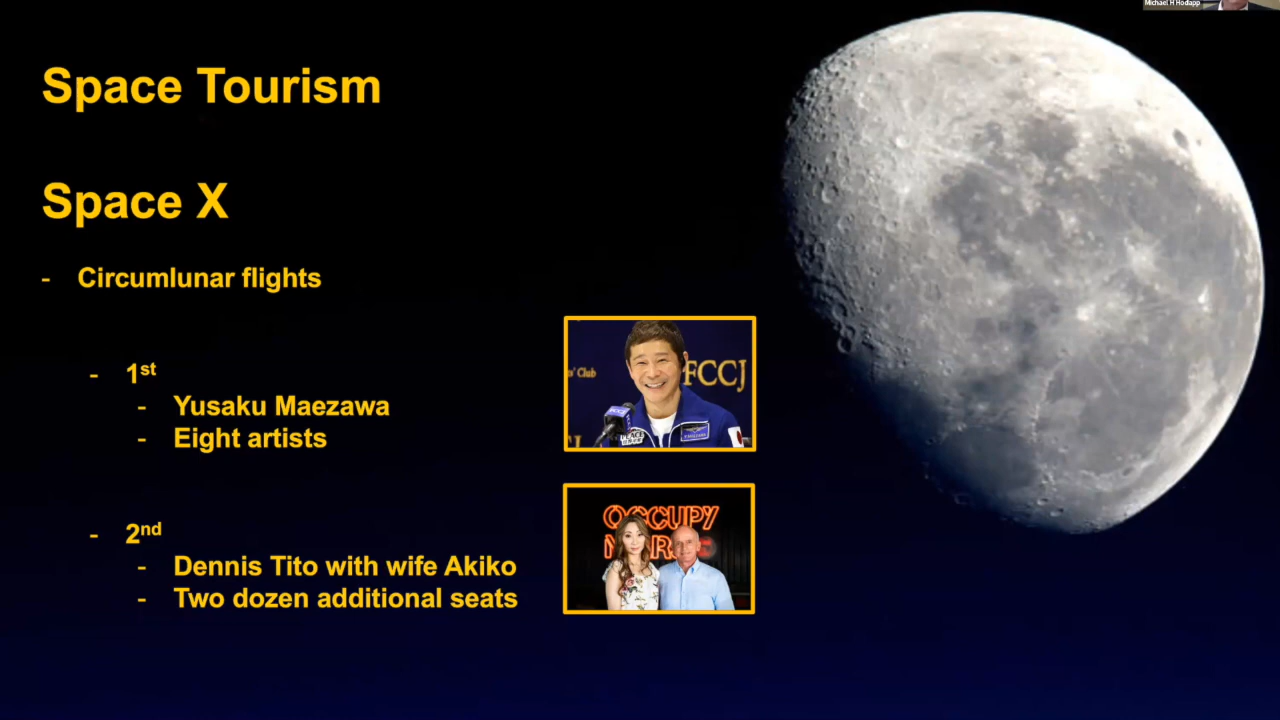 Michael H Hodapp
Space Tourism
Space X
- Circumlunar flights
- 1st
- Yusaku Maezawa
- Eight artists
s' Club
FCCJ
- 2nd
- Dennis Tito with wife Akiko
- Two dozen additional seats
OCCUPY